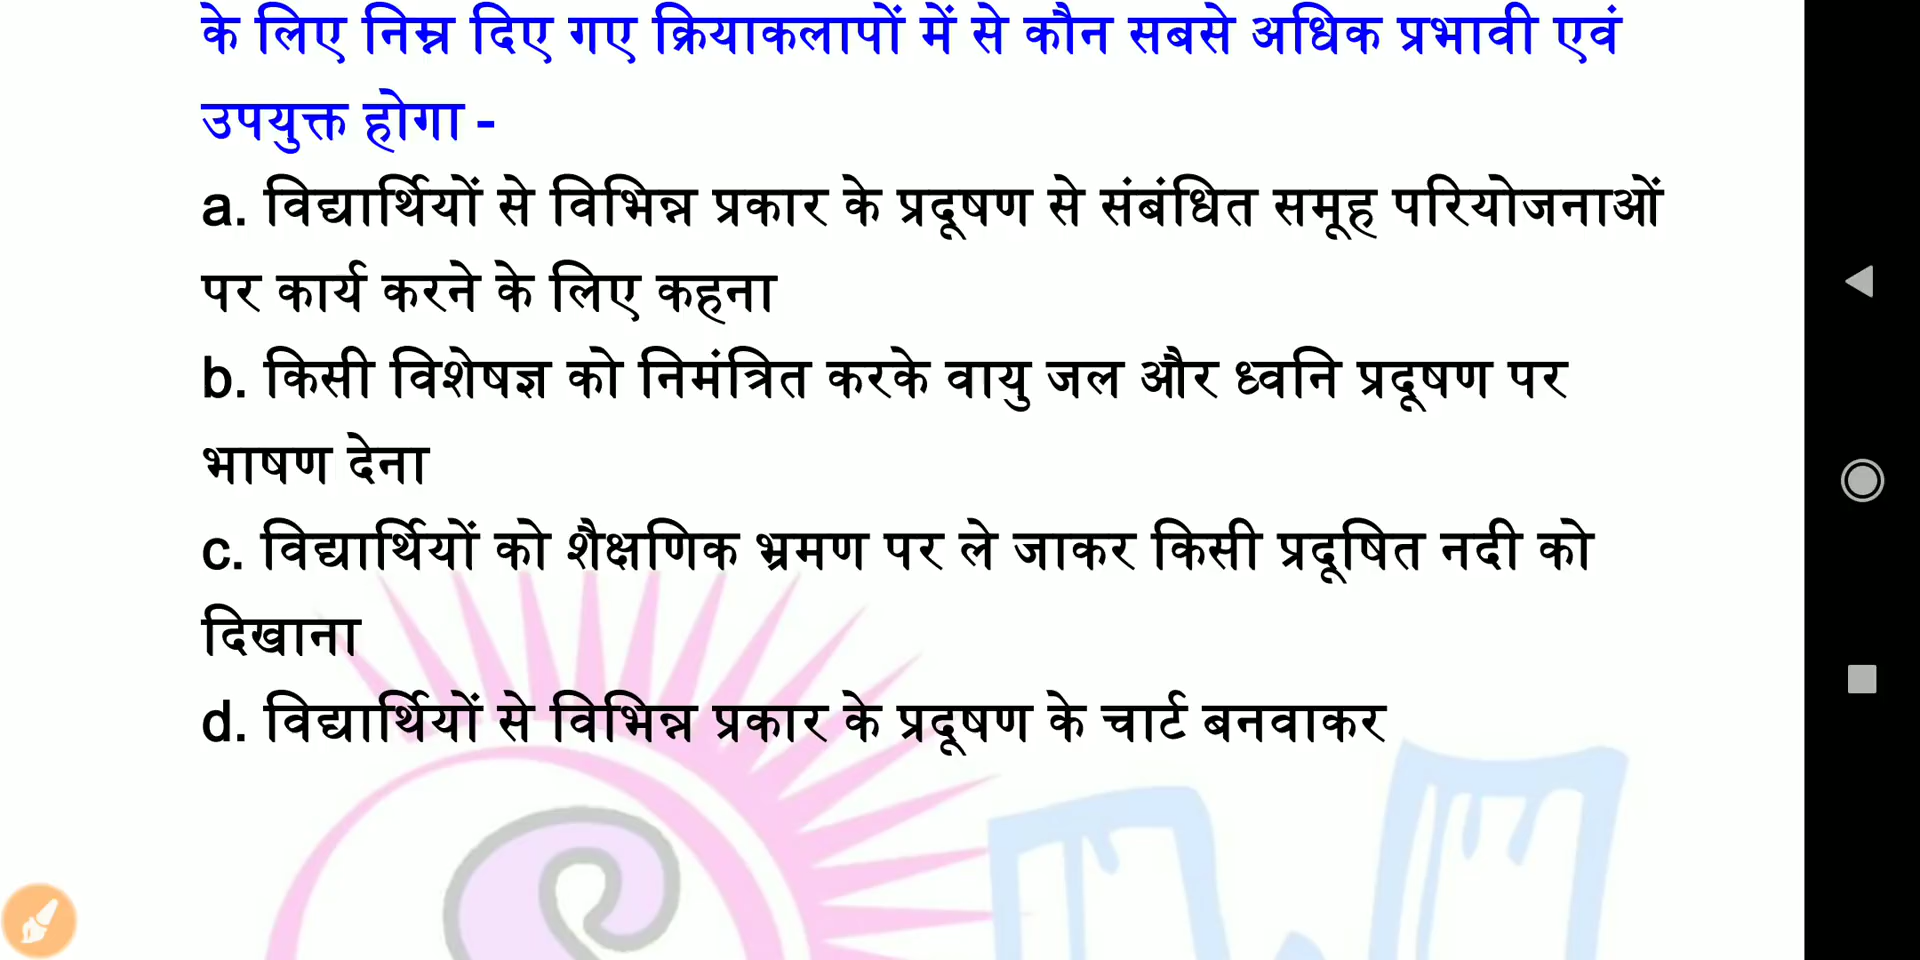 के लिए निम्न दिए गए क्रियाकलापों में से कौन सबसे अधिक प्रभावी एवं
उपयुक्त होगा -
a. विद्यार्थियों से विभिन्न प्रकार के प्रदूषण से संबंधित समूह परियोजनाओं
पर कार्य करने के लिए कहना
b. किसी विशेषज्ञ को निमंत्रित करके वायु जल और ध्वनि प्रदूषण पर
भाषण देना
c. विद्यार्थियों को शैक्षणिक भ्रमण पर ले जाकर किसी प्रदूषित नदी को
दिखाना
d. विद्यार्थियों से विभिन्न प्रकार के प्रदूषण के चार्ट बनवाकर